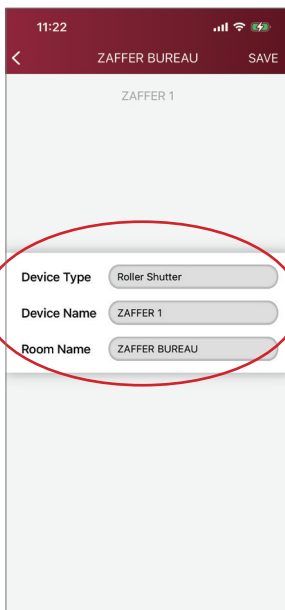 11:22
ZAFFER BUREAU SAVE
ZAFFER 1
Device Type Roller Shutter
Device Name ZAFFER 1
Room Name ZAFFER BUREAU